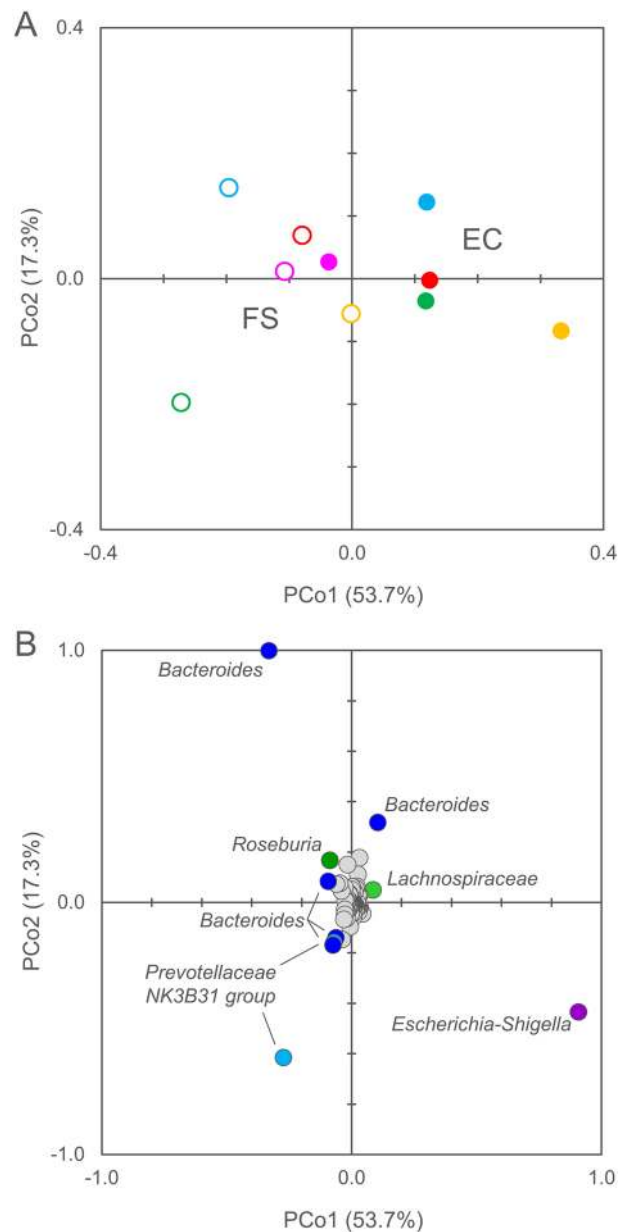 A
0.4
EC
PCo2 (17.3%)
0.0
FS
-0.4
-0.4
0.0
0.4
PCo1 (53.7%)
B
1.0
Bacteroides
Bacteroides
Roseburia
Lachnospiraceae
PCo2 (17.3%)
0.0
Bacteroides
Prevotellaceae
NK3B31 group
Escherichia-Shigella
-1.0
-1.0
0.0
1.0
PCo1 (53.7%)